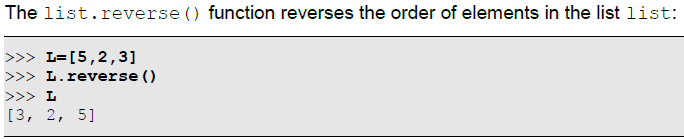 The list.reverse() function reverses the order of elements in the list list:
>>> L=[5,2,3]
>>> L.reverse()
>>> L
[3, 2, 5]